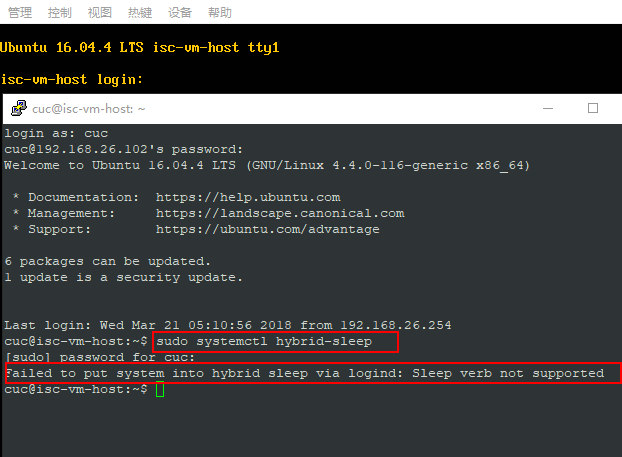 管理 控制 视图 热键 设备 帮助
Ubuntu 16.04.4 LTS isc-vm-host tty1
isc-vm-host login:
cuc@isc-vm-host: ~
login as: cuc
cuc@192.168.26.102's password:
Welcome to Ubuntu 16.04.4 LTS (GNU/Linux 4.4.0-116-generic x86_64)
* Documentation: https://help.ubuntu.com
* Management: https://landscape.canonical.com
* Support: https://ubuntu.com/advantage
6 packages can be updated.
1 update is a security update.
Last login: Wed Mar 21 05:10:56 2018 from 192.168.26.254
cuc@isc-vm-host:~$ sudo systemctl hybrid-sleep
[sudo] password for cuc:
Failed to put system into hybrid sleep via logind: Sleep verb not supported
cuc@isc-vm-host:~$